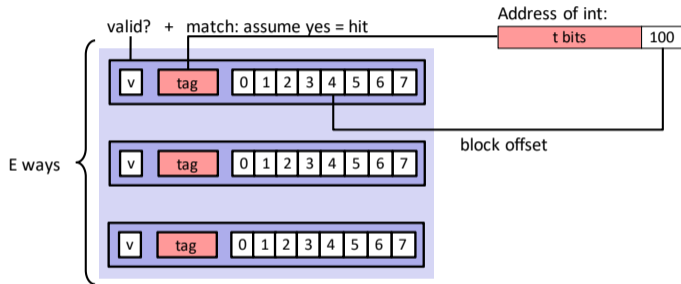 Address of int:
valid? + match: assume yes = hit
t bits 100
v tag 0 1 2 3 4 5 6 7
block offset
E ways
v tag 0 1 2 3 4 5 6 7
v tag 0 1 2 3 4 5 6 7